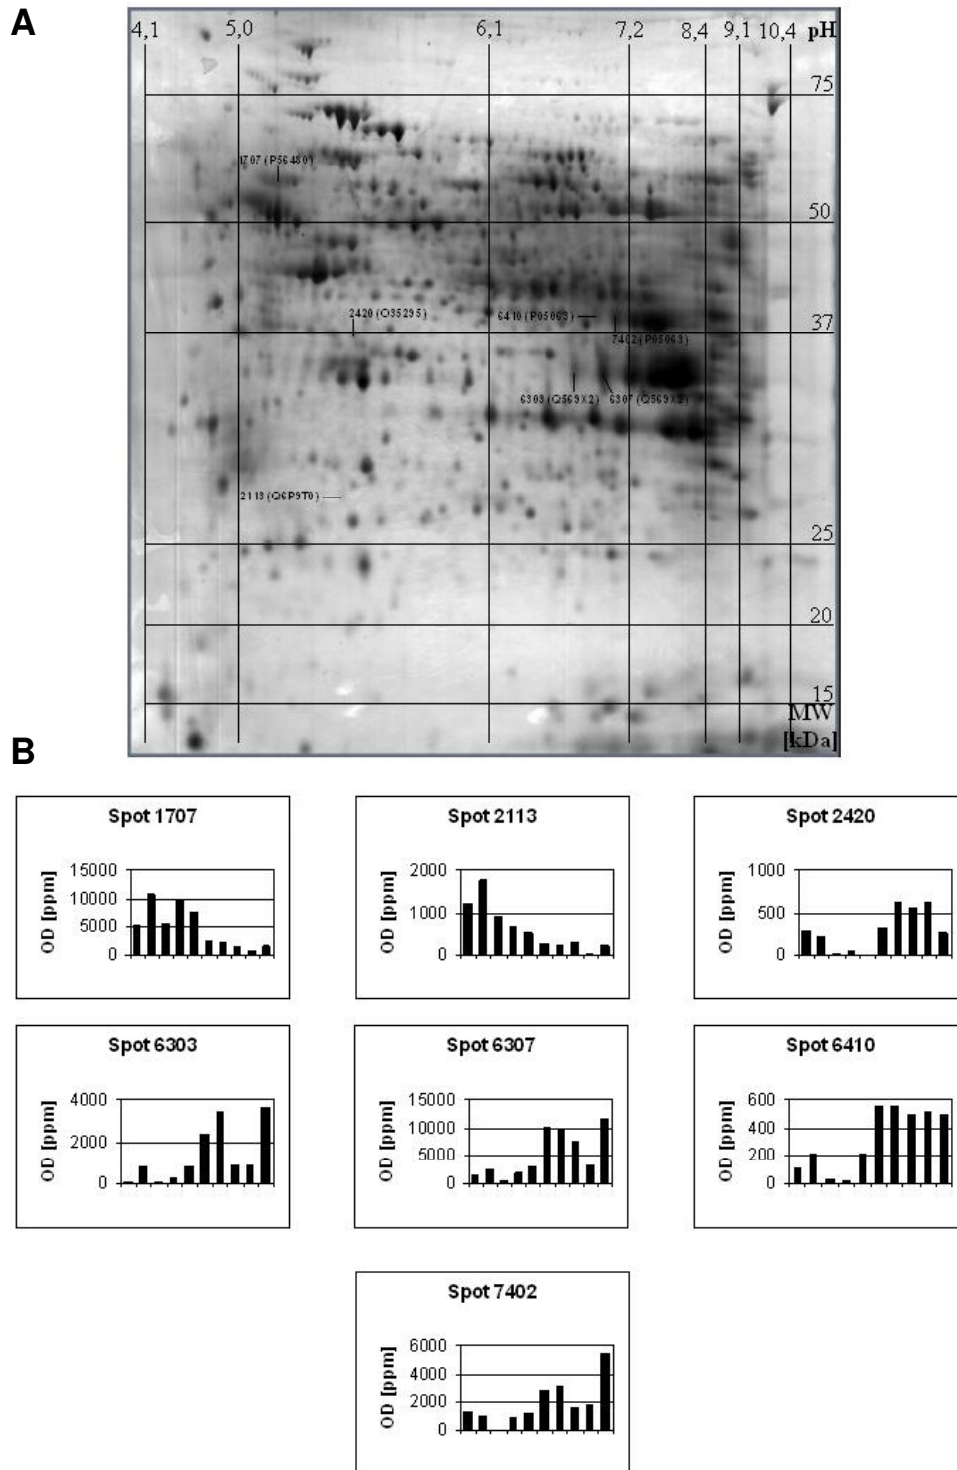 A
4,1 5,0 6,1 7,2 8,4 9,1 10,4 pH
75
1707 (P56480)
50
2420 (O35295) 6410 (P05063)
37
7402 (P05063)
6303 (Q569X2) 6307 (Q569X2)
2113 (Q6P9T0)
25
20
15
MW
[kDa]
B
Spot 1707
OD [ppm]
15000
10000
5000
0
Spot 2113
OD [ppm]
2000
1000
0
Spot 2420
OD [ppm]
1000
500
0
Spot 6303
OD [ppm]
4000
2000
0
Spot 6307
OD [ppm]
15000
10000
5000
0
Spot 6410
OD [ppm]
600
400
200
0
Spot 7402
OD [ppm]
6000
4000
2000
0